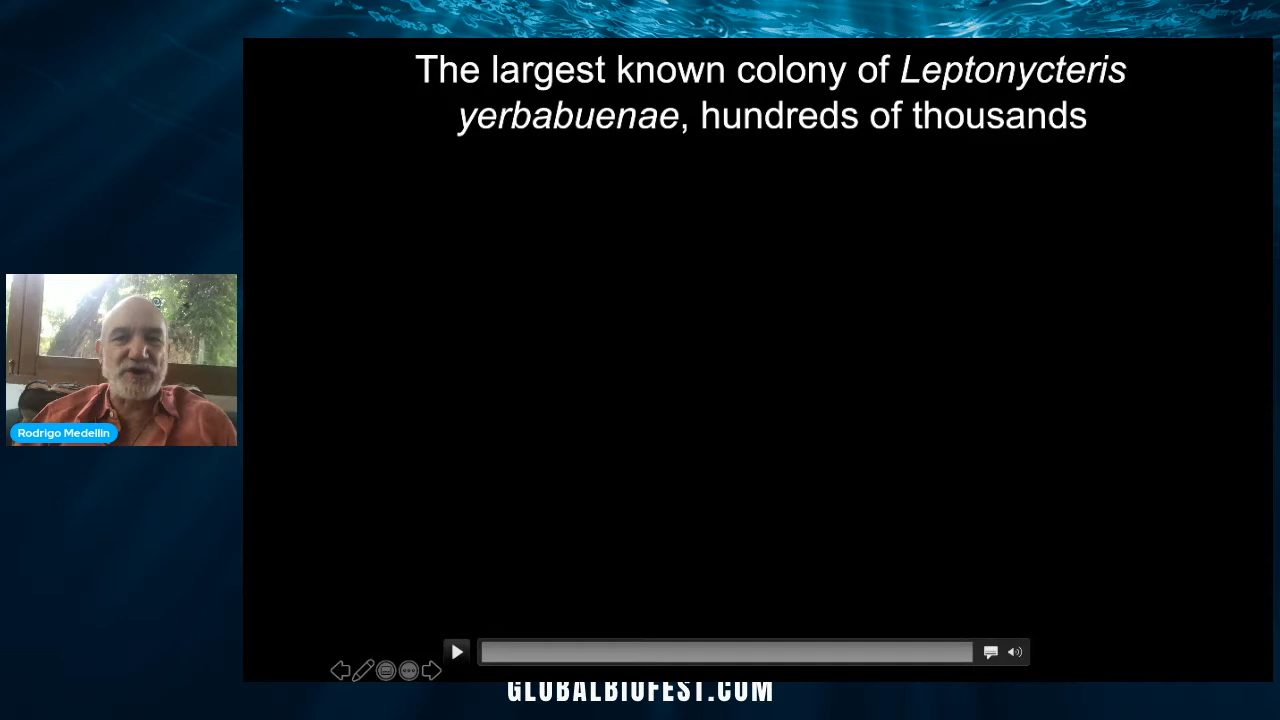 The largest known colony of Leptonycteris
yerbabuenae, hundreds of thousands
Rodrigo Medellin
GLOBALBIOFEST.COM